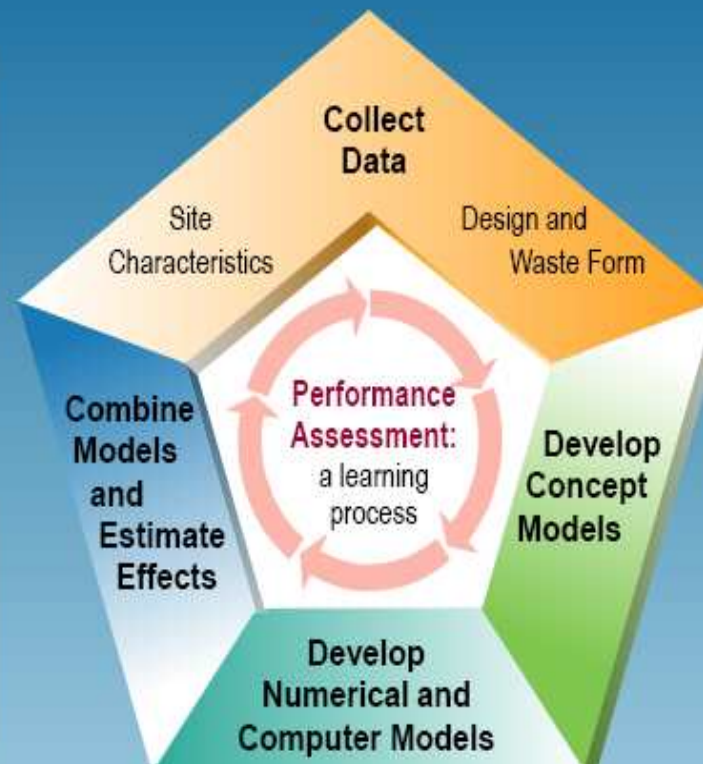 Collect
Data
Site
Characteristics
Design and
Waste Form
Performance
Assessment:
a learning
process
Develop
Concept
Models
Develop
Numerical and
Computer Models
Combine
Models
and
Estimate
Effects